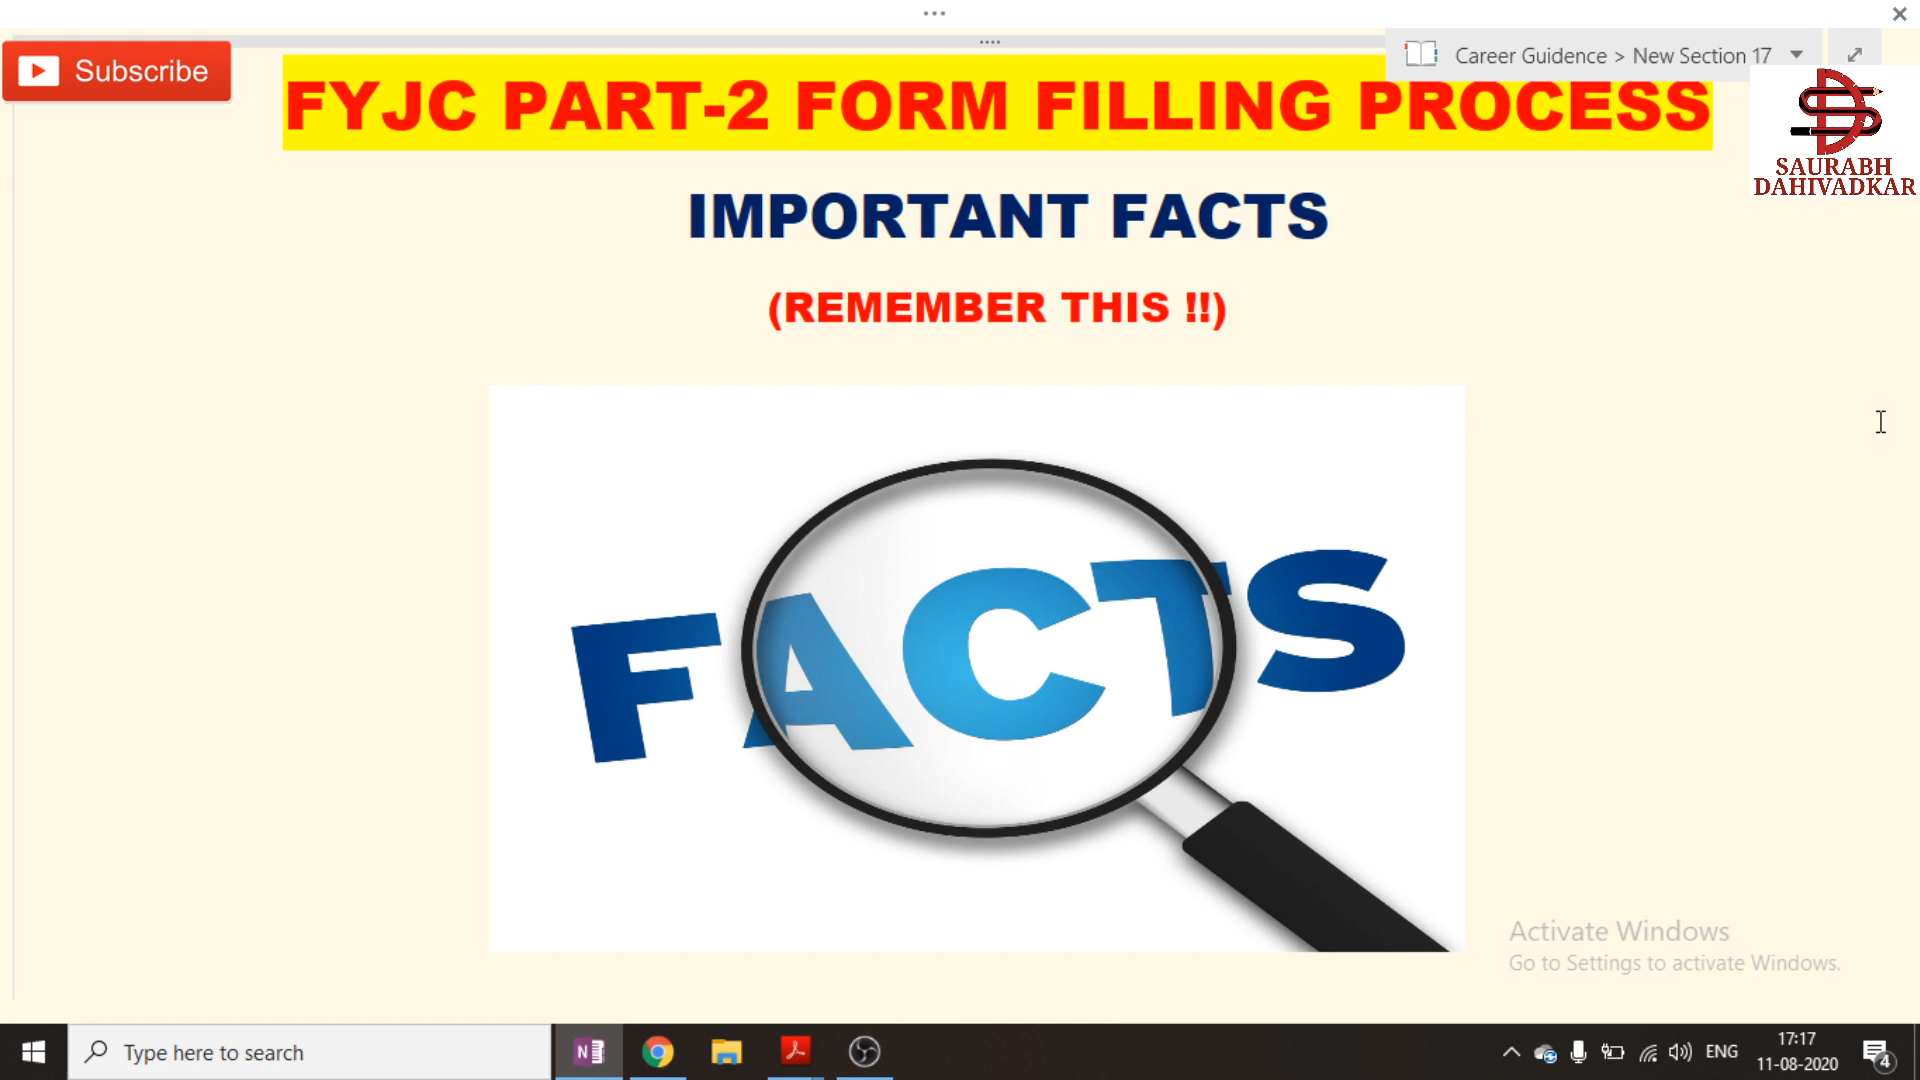 Subscribe
Career Guidence > New Section 17
FYJC PART-2 FORM FILLING PROCESS
SAURABH
DAHIVADKAR
IMPORTANT FACTS
(REMEMBER THIS !!)
FACTS
Activate Windows
Go to Settings to activate Windows.
Type here to search
ENG
17:17
11-08-2020
4